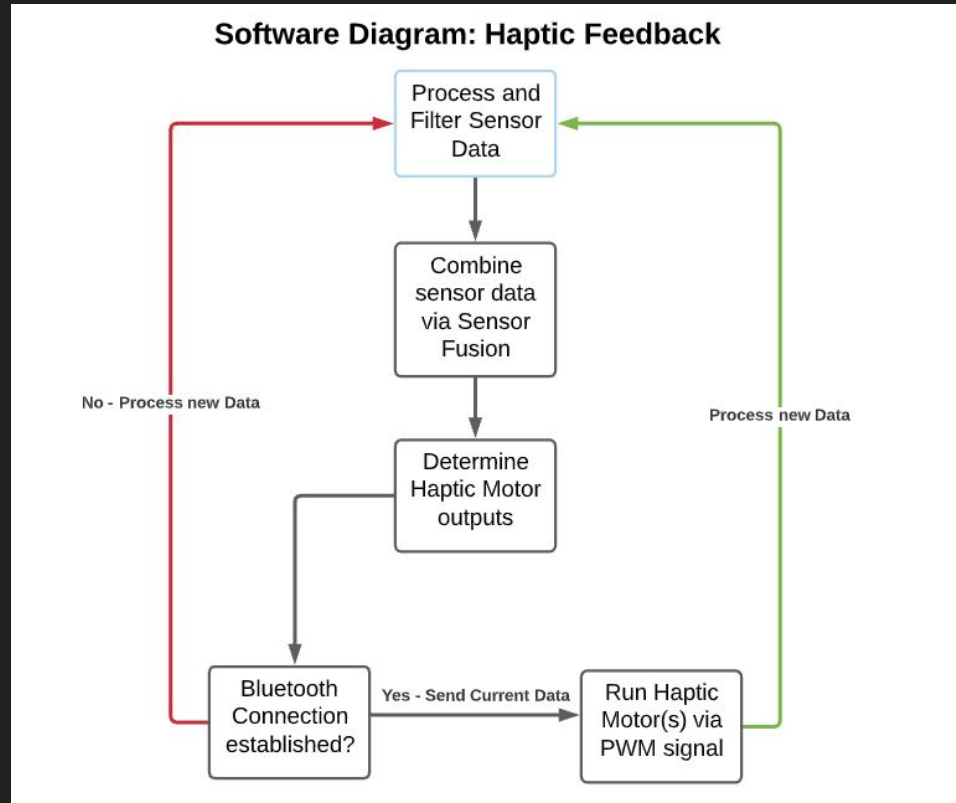 Software Diagram: Haptic Feedback
Process and
Filter Sensor
Data
Combine
sensor data
via Sensor
Fusion
No - Process new Data
Process new Data
Determine
Haptic Motor
outputs
Bluetooth
Connection
established?
Yes - Send Current Data
Run Haptic
Motor(s) via
PWM signal